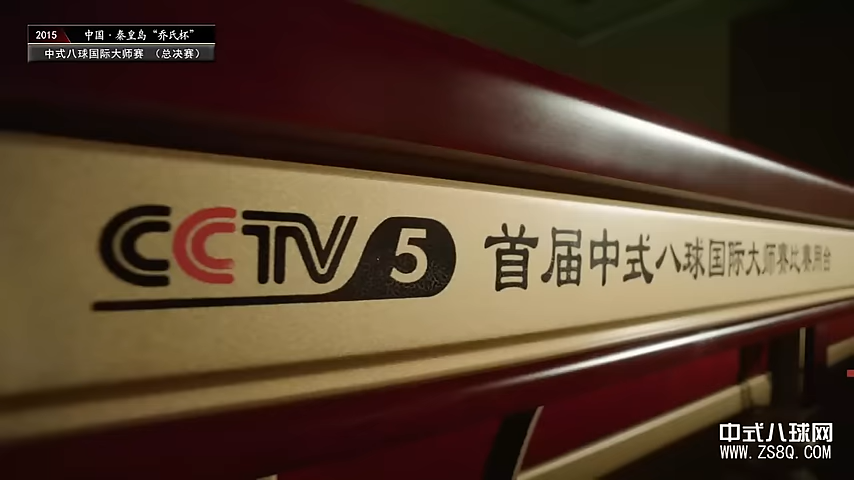 2015 中国·秦皇岛“乔氏杯”
中式八球国际大师赛 （总决赛）
CCTV 5 首届中式八球国际大师赛比赛用台
中式八球网
WWW.ZS8Q.COM